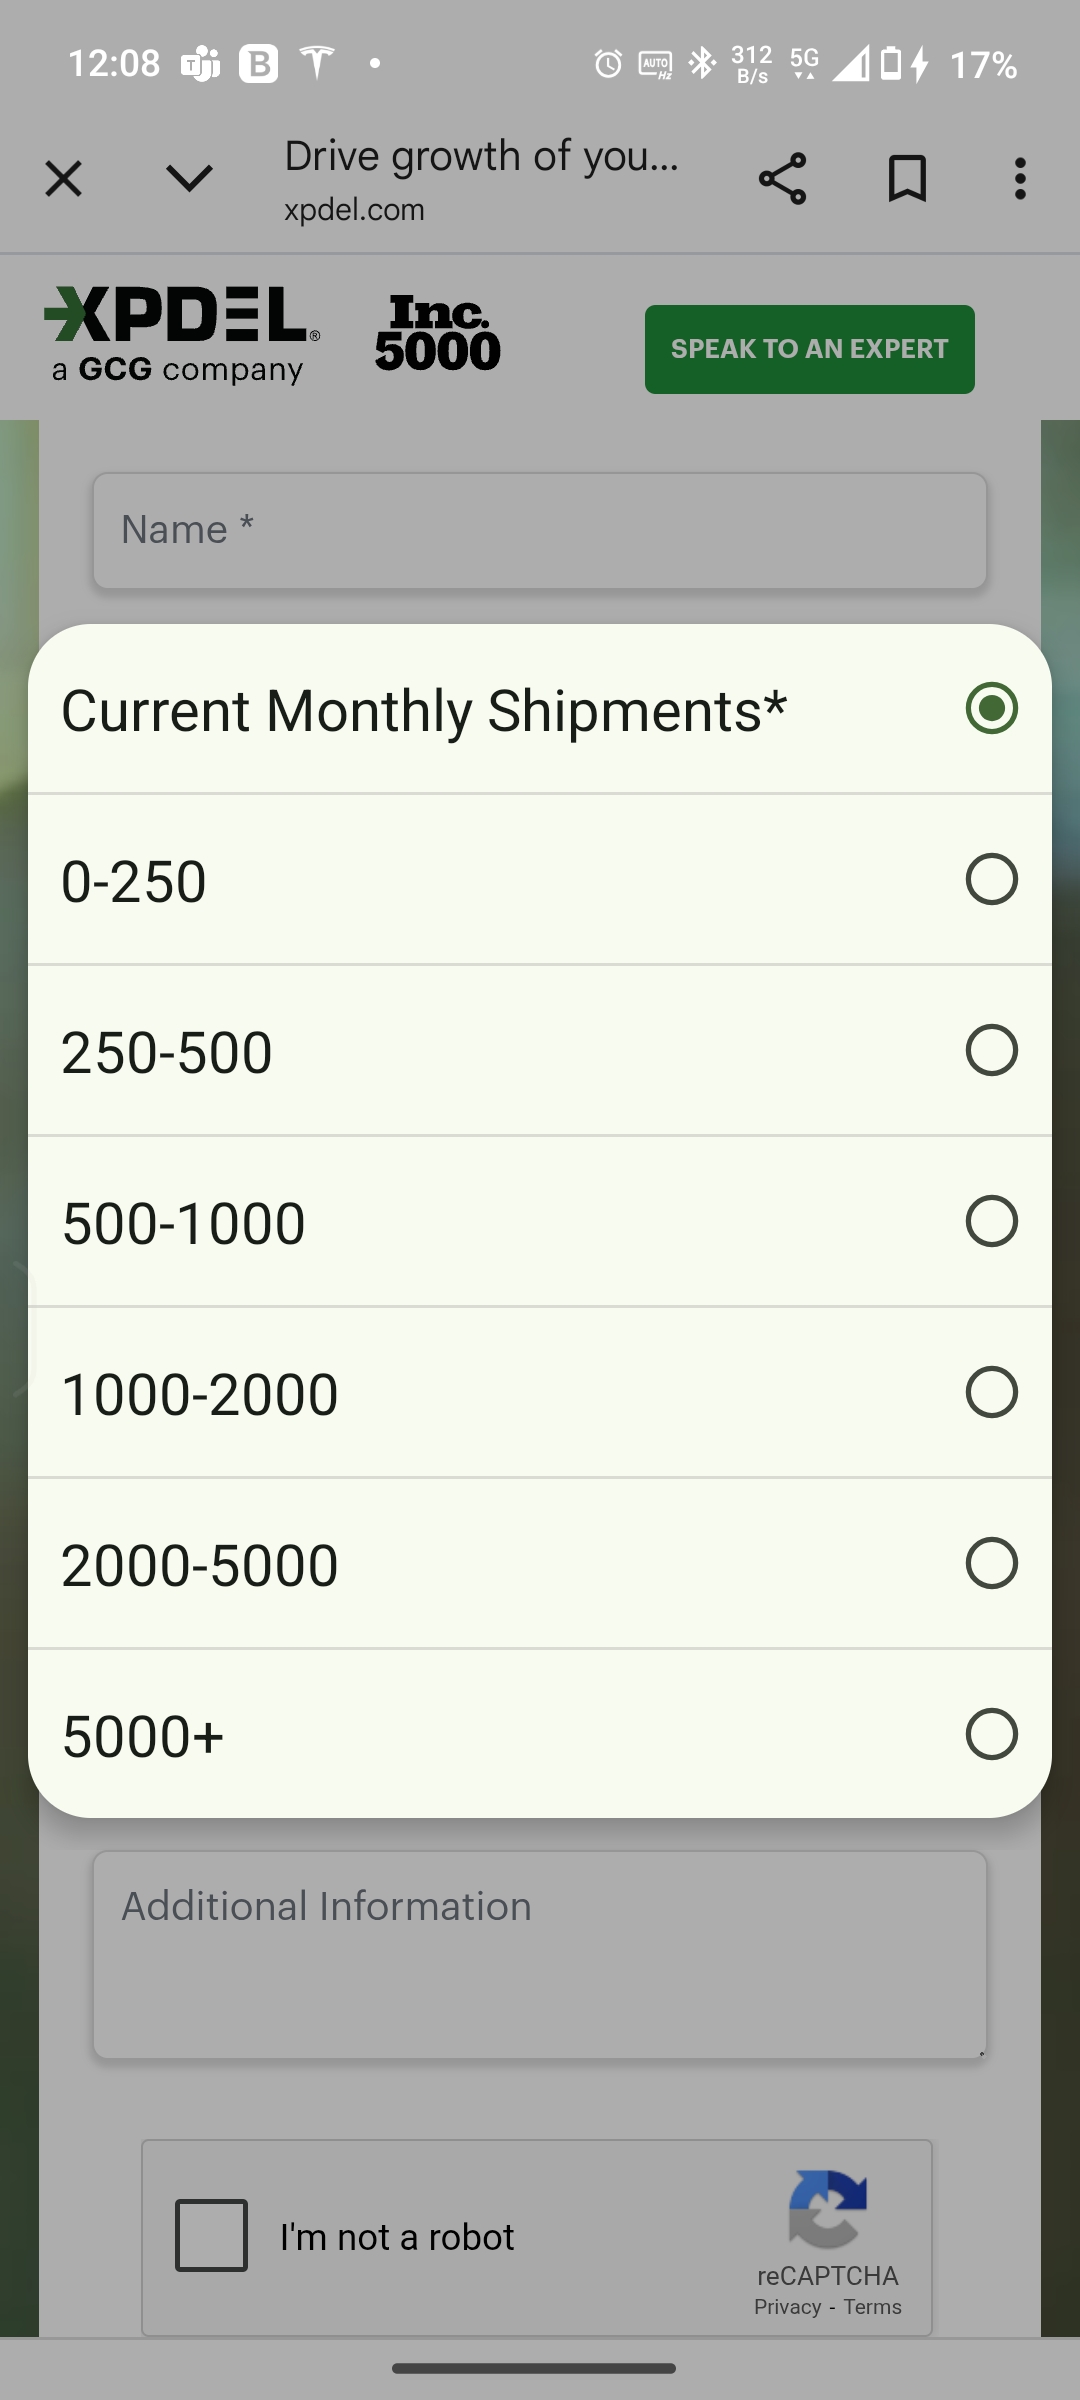 12:08
312
B/s
5G
17%
Drive growth of you...
xpdel.com
XPDEL®
a GCG company
Inc.
5000
SPEAK TO AN EXPERT
Name *
Current Monthly Shipments*
0-250
250-500
500-1000
1000-2000
2000-5000
5000+
Additional Information
I'm not a robot
reCAPTCHA
Privacy - Terms